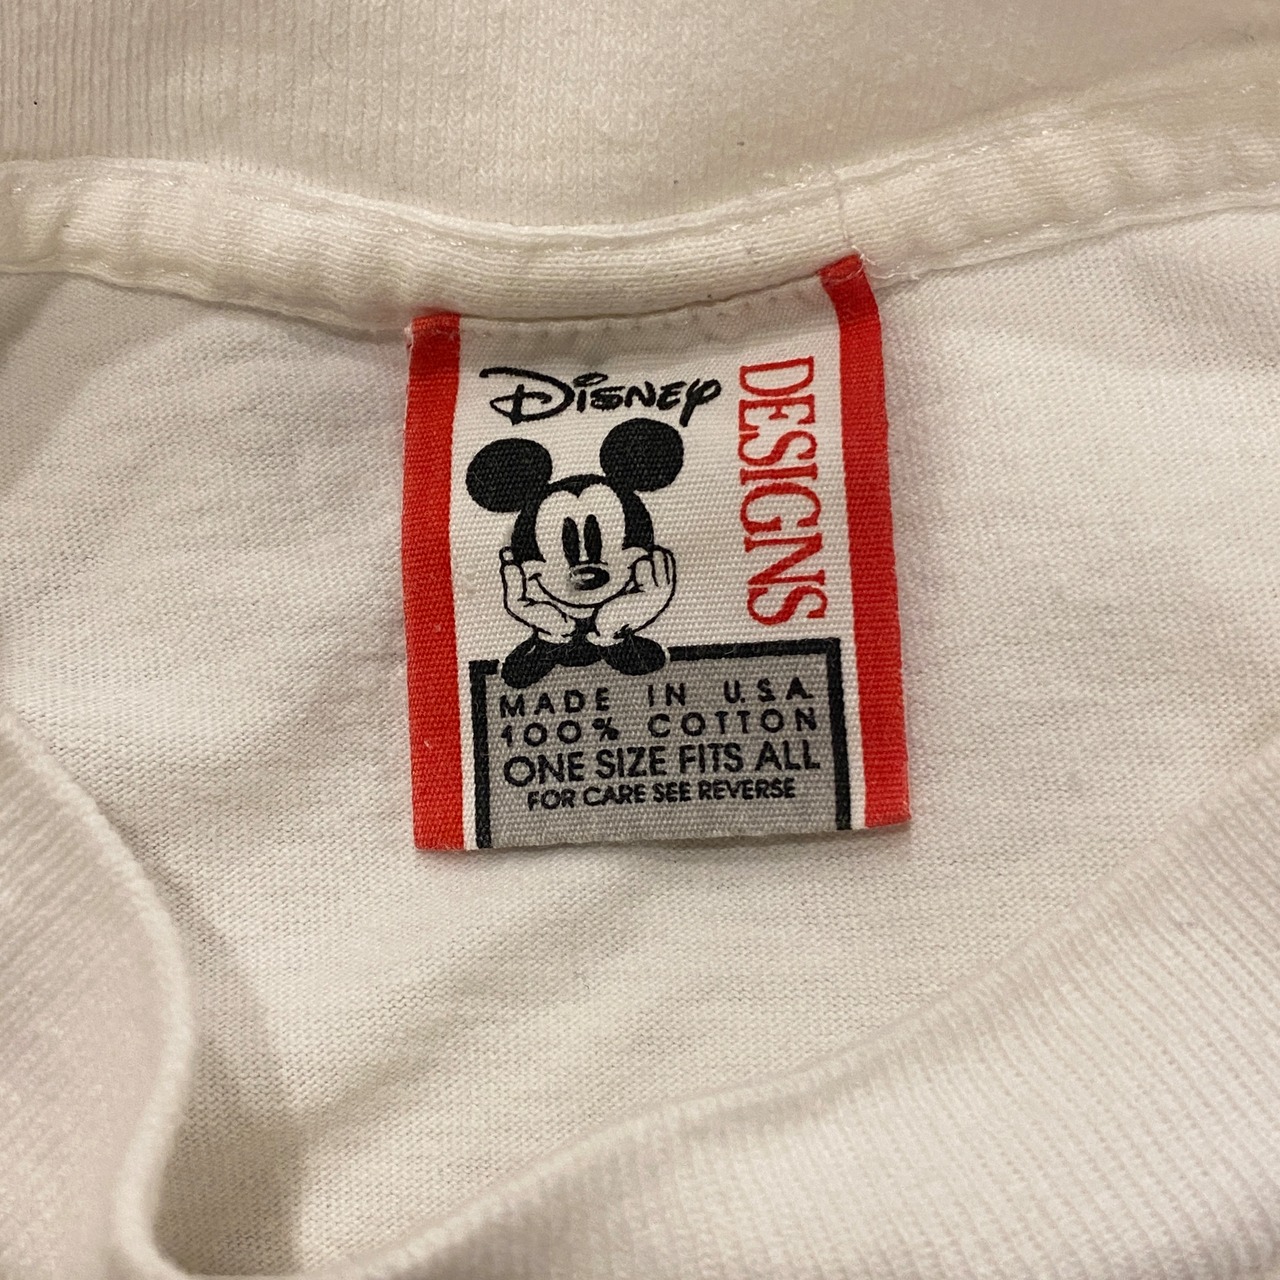 Disney
DESIGNS
MADE IN U.S.A.
100% COTTON
ONE SIZE FITS ALL
FOR CARE SEE REVERSE